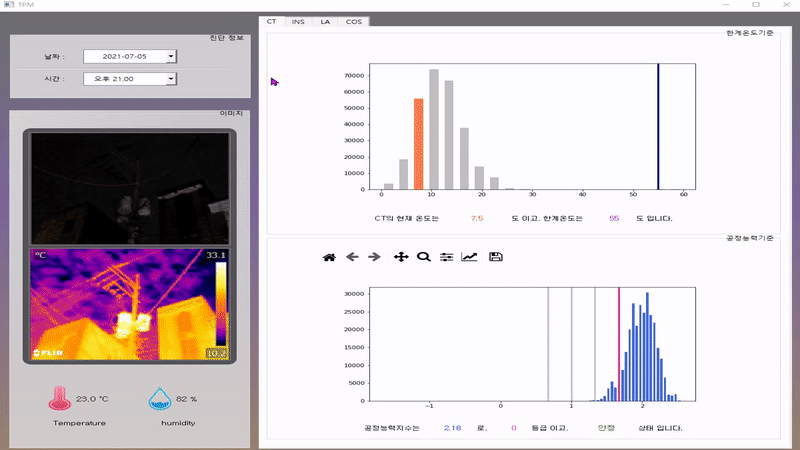 TPM
진단 정보
날짜 : 2021-07-05
시간 : 오후 21:00
이미지
°C 33.1
FLIR 10.2
23.0 °C 82 %
Temperature humidity
CT INS LA COS
한계온도기준
70000
60000
50000
40000
30000
20000
10000
0
0 10 20 30 40 50 60
CT의 현재 온도는 7.5 도 이고, 한계온도는 55 도 입니다.
공정능력기준
30000
25000
20000
15000
10000
5000
0
−1 0 1 2
공정능력지수는 2.18 로, 0 등급 이고, 안정 상태 입니다.